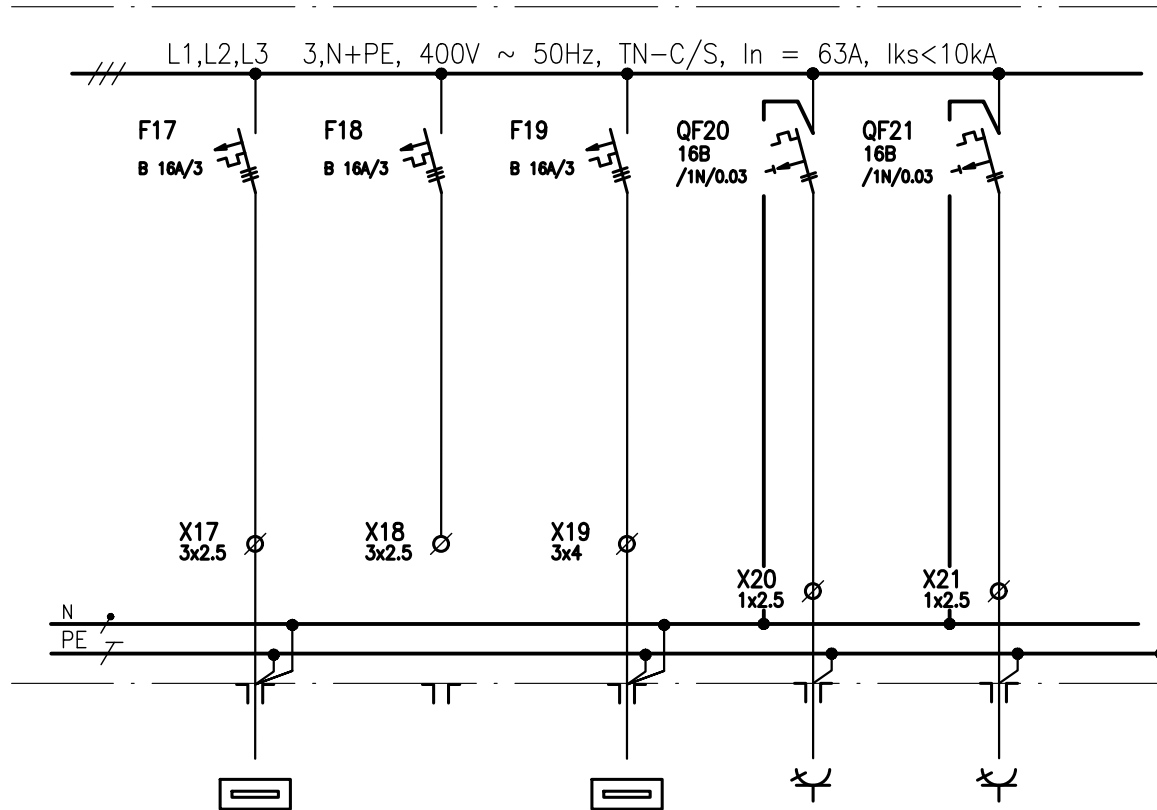 L1,L2,L3 3,N+PE, 400V ~ 50Hz, TN-C/S, In = 63A, Iks<10kA
F17
B 16A/3
F18
B 16A/3
F19
B 16A/3
QF20
16B
/1N/0.03
QF21
16B
/1N/0.03
X17
3x2.5
X18
3x2.5
X19
3x4
X20
1x2.5
X21
1x2.5
N
PE